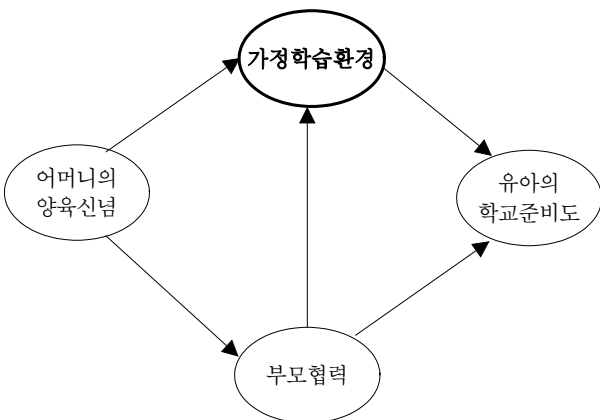 가정학습환경
어머니의
양육신념
유아의
학교준비도
부모협력